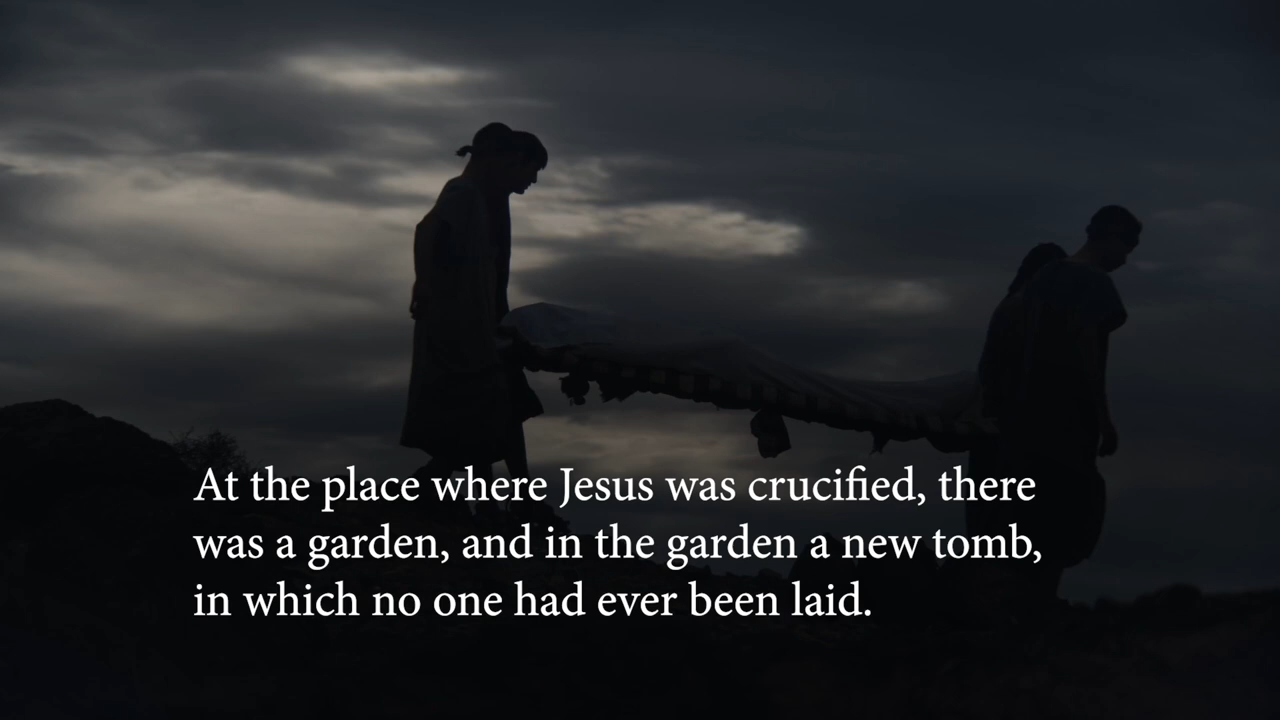 At the place where Jesus was crucified, there
was a garden, and in the garden a new tomb,
in which no one had ever been laid.